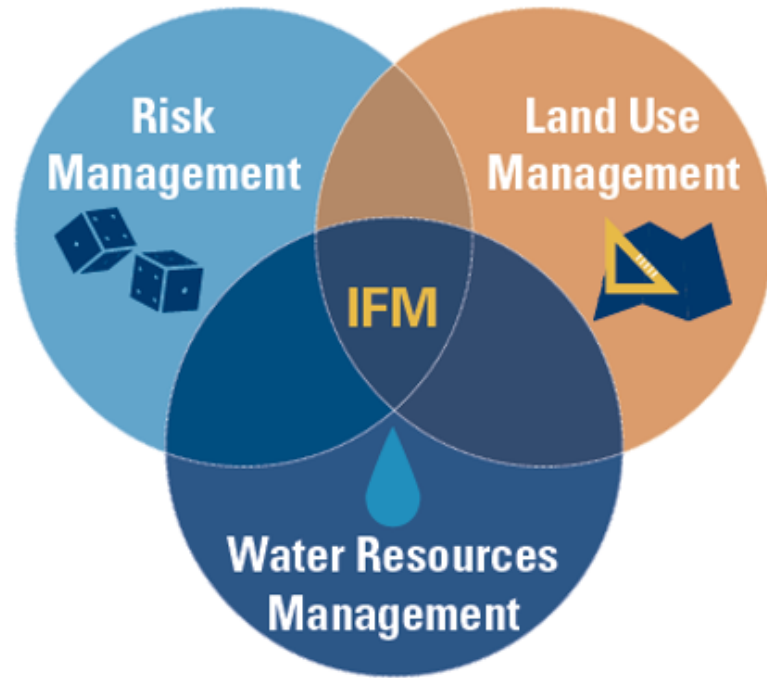 Risk
Management
Land Use
Management
IFM
Water Resources
Management